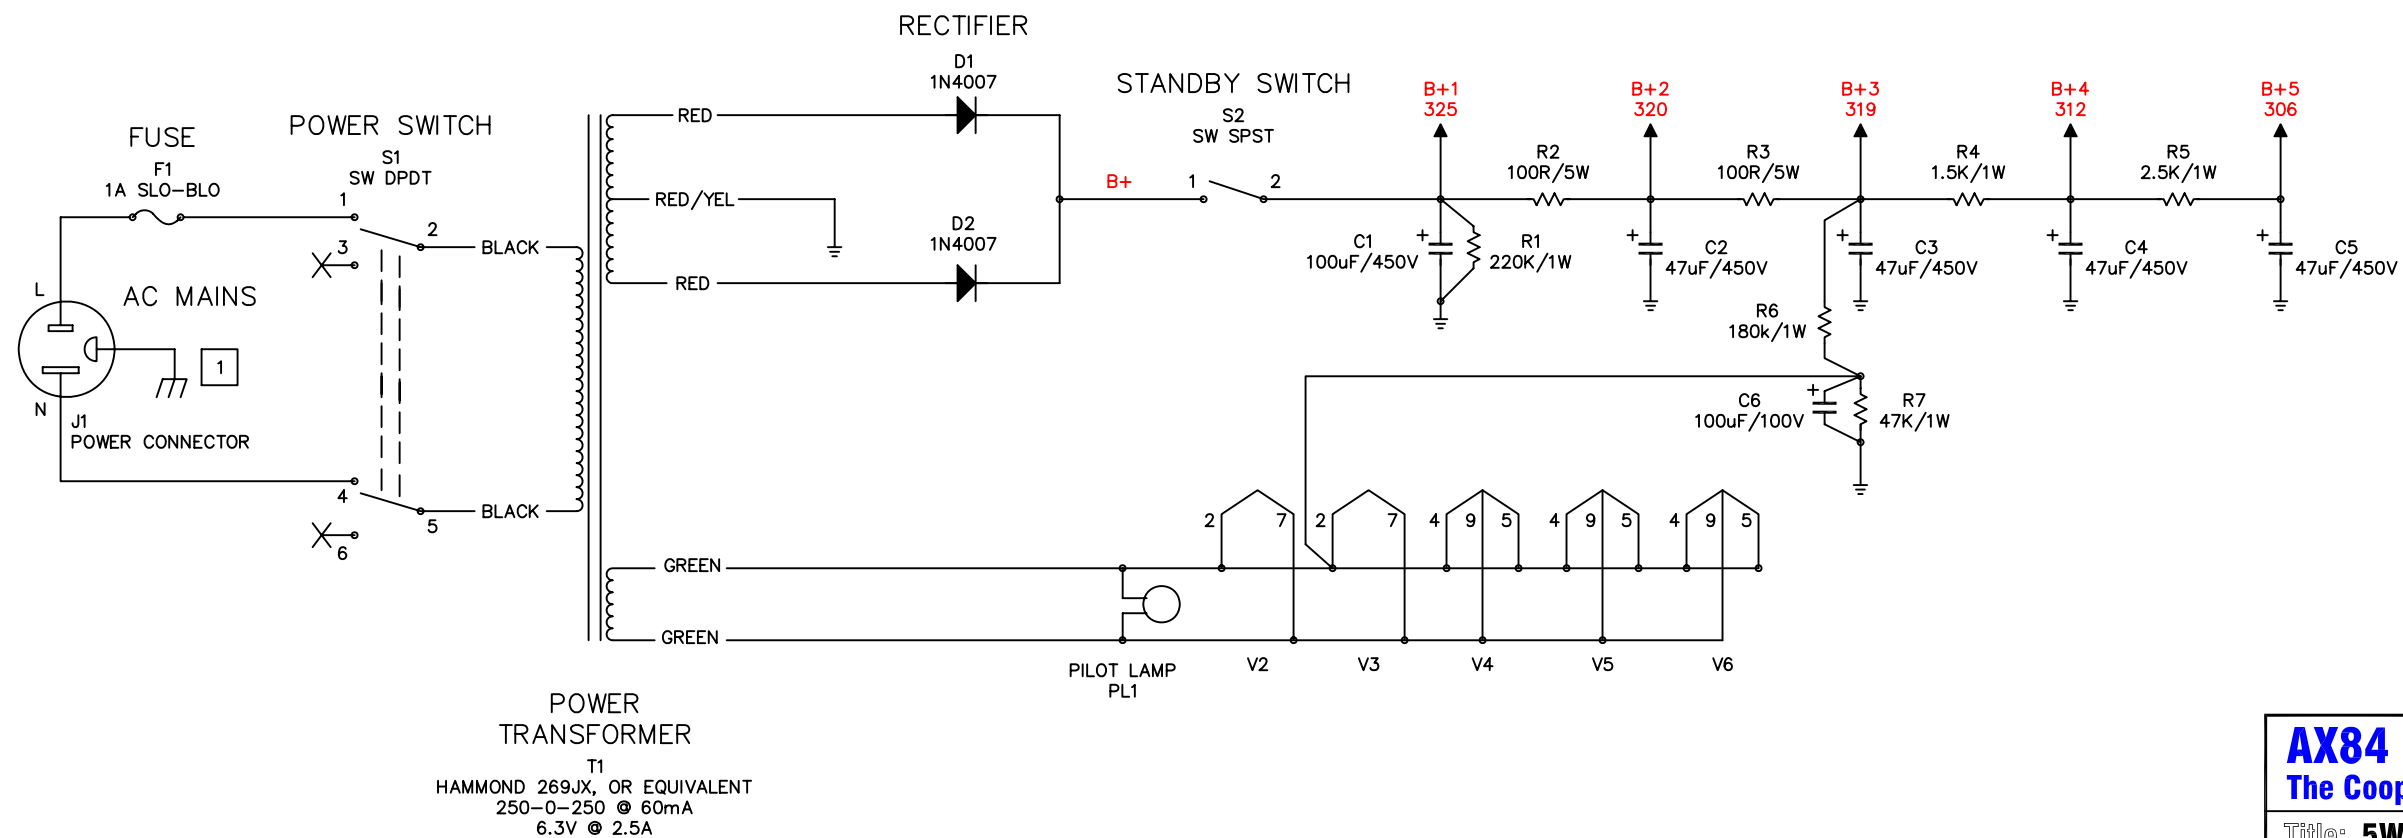 RECTIFIER
D1
1N4007
STANDBY SWITCH
S2
SW SPST
B+1
325
B+2
320
B+3
319
B+4
312
B+5
306
FUSE
F1
1A SLO-BLO
POWER SWITCH
S1
SW DPDT
1
2
3
RED
RED/YEL
RED
D2
1N4007
B+
1
2
R2
100R/5W
R3
100R/5W
R4
1.5K/1W
R5
2.5K/1W
+
C1
100uF/450V
R1
220K/1W
+
C2
47uF/450V
+
C3
47uF/450V
+
C4
47uF/450V
+
C5
47uF/450V
BLACK
L
AC MAINS
1
N
J1
POWER CONNECTOR
R6
180k/1W
+
C6
100uF/100V
R7
47K/1W
4
5
6
BLACK
2
7
2
7
4
9
5
4
9
5
4
9
5
GREEN
GREEN
PILOT LAMP
PL1
V2
V3
V4
V5
V6
POWER
TRANSFORMER
T1
HAMMOND 269JX, OR EQUIVALENT
250-0-250 @ 60mA
6.3V @ 2.5A
AX84
The Coop
Title: 5W